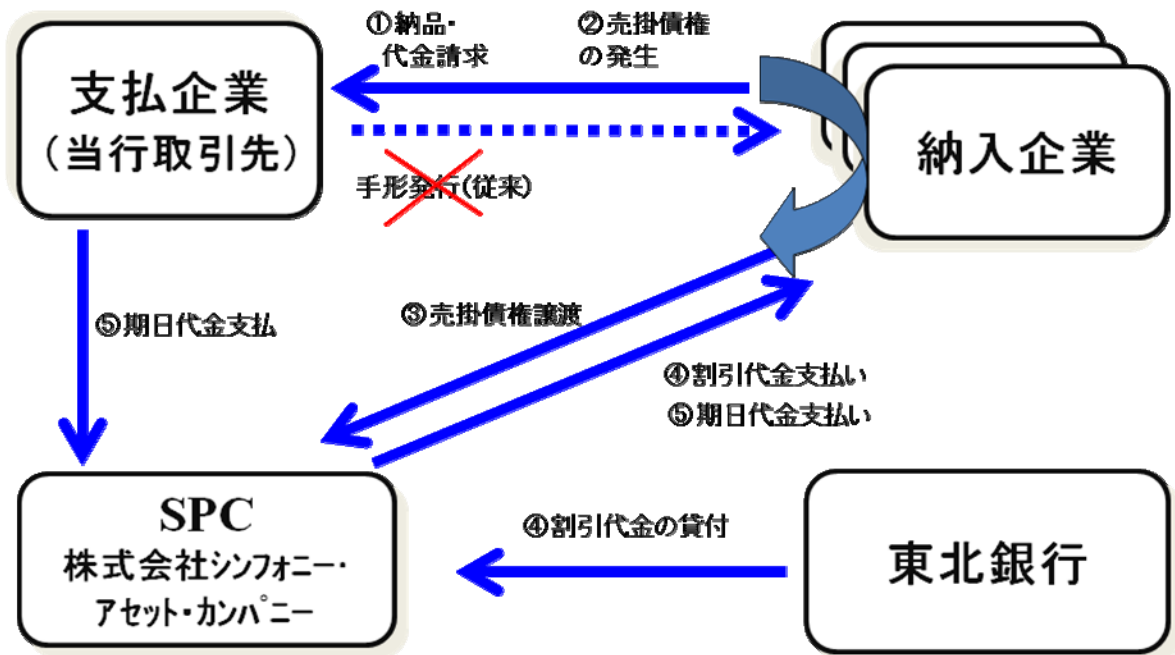 ①納品・
代金請求
②売掛債権
の発生
支払企業
(当行取引先)
納入企業
手形発行(従来)
③売掛債権譲渡
⑤期日代金支払
④割引代金支払い
⑤期日代金支払い
SPC
株式会社シンフォニー・
アセット・カンパニー
④割引代金の貸付
東北銀行